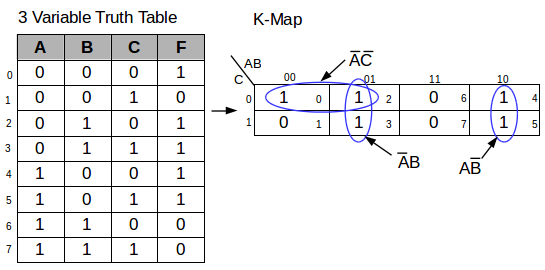 3 Variable Truth Table
A B C F
0 0 0 0 1
1 0 0 1 0
2 0 1 0 1
3 0 1 1 1
4 1 0 0 1
5 1 0 1 1
6 1 1 0 0
7 1 1 1 0
K-Map
A̅C̅
AB
C
00 01 11 10
0 1 0 1 2 0 6 1 4
1 0 1 1 3 0 7 1 5
A̅B
AB̅